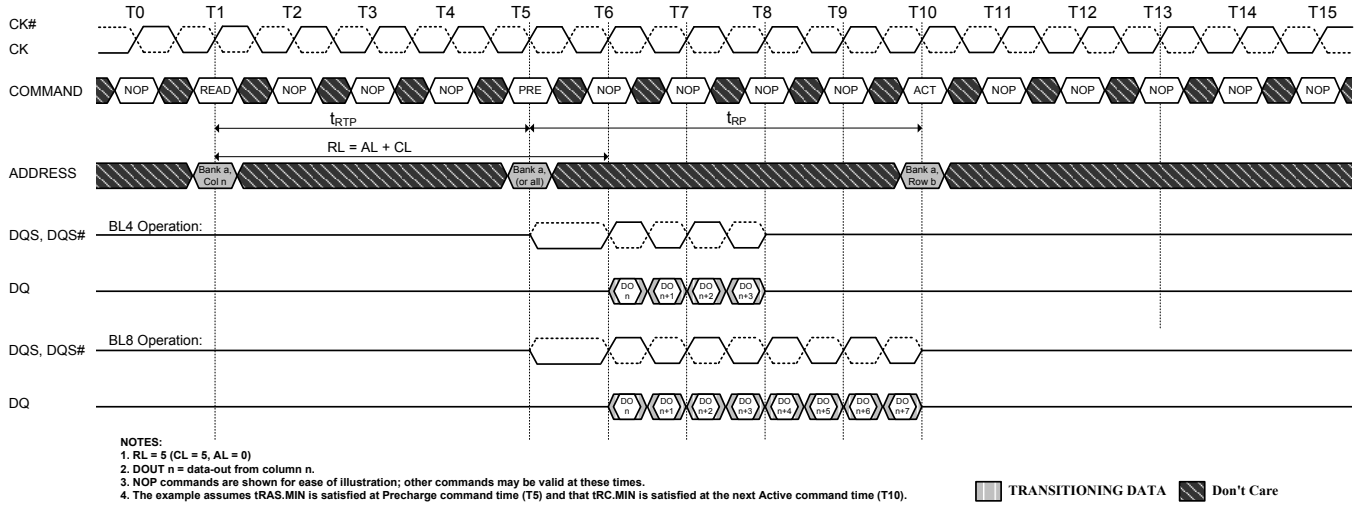 T0 T1 T2 T3 T4 T5 T6 T7 T8 T9 T10 T11 T12 T13 T14 T15
CK#
CK
COMMAND NOP READ NOP NOP NOP PRE NOP NOP NOP NOP ACT NOP NOP NOP NOP NOP
tRTP tRP
RL = AL + CL
ADDRESS Bank a, Col n Bank a, (or all) Bank a, Row b
BL4 Operation:
DQS, DQS#
DQ DO n DO n+1 DO n+2 DO n+3
BL8 Operation:
DQS, DQS#
DQ DO n DO n+1 DO n+2 DO n+3 DO n+4 DO n+5 DO n+6 DO n+7
NOTES:
1. RL = 5 (CL = 5, AL = 0)
2. DOUT n = data-out from column n.
3. NOP commands are shown for ease of illustration; other commands may be valid at these times.
4. The example assumes tRAS.MIN is satisfied at Precharge command time (T5) and that tRC.MIN is satisfied at the next Active command time (T10).
TRANSITIONING DATA Don't Care